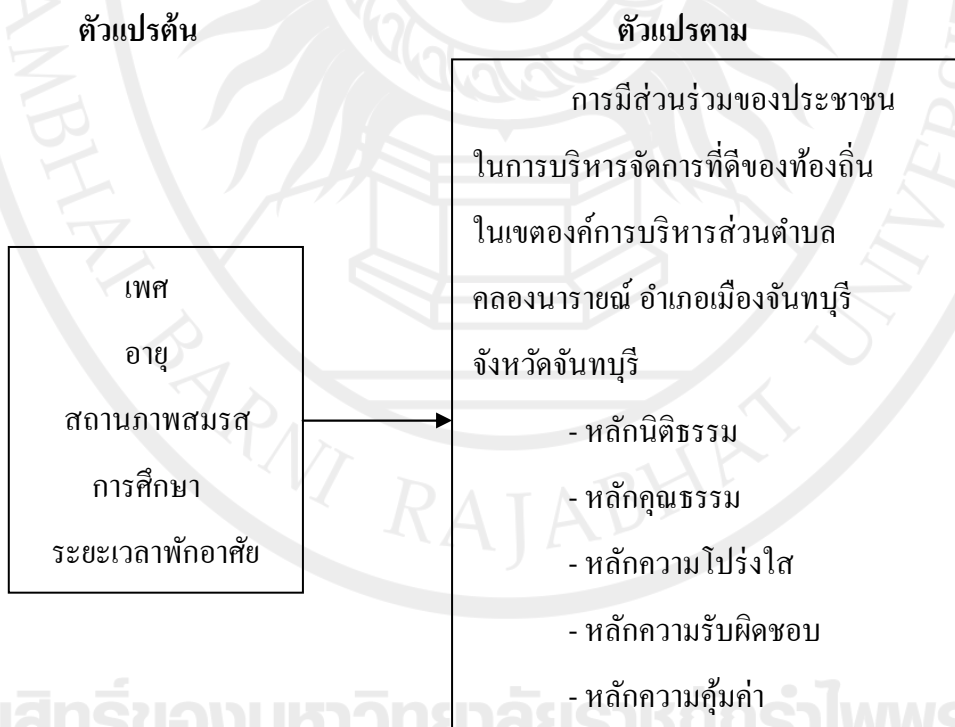 ตัวแปรต้น
ตัวแปรตาม
เพศ
อายุ
สถานภาพสมรส
การศึกษา
ระยะเวลาพักอาศัย
การมีส่วนร่วมของประชาชน
ในการบริหารจัดการที่ดีของท้องถิ่น
ในเขตองค์การบริหารส่วนตำบล
คลองนารายณ์ อำเภอเมืองจันทบุรี
จังหวัดจันทบุรี
- หลักนิติธรรม
- หลักคุณธรรม
- หลักความโปร่งใส
- หลักความรับผิดชอบ
- หลักความคุ้มค่า
BARNI RAJABHAT